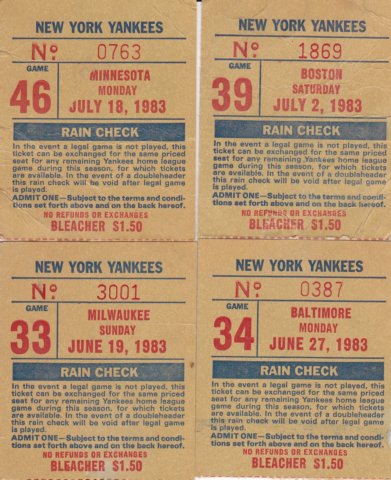 NEW YORK YANKEES
Nº 0763
GAME
46
MINNESOTA
MONDAY
JULY 18, 1983
RAIN CHECK
In the event a legal game is not played, this
ticket can be exchanged for the same priced
seat for any remaining Yankees home league
game during this season, for which tickets
are available. In the event of a doubleheader
this rain check will be void after legal game
is played.
ADMIT ONE—Subject to the terms and condi-
tions set forth above and on the back hereof.
NO REFUNDS OR EXCHANGES
BLEACHER $1.50
NEW YORK YANKEES
Nº 1869
GAME
39
BOSTON
SATURDAY
JULY 2, 1983
RAIN CHECK
In the event a legal game is not played, this
ticket can be exchanged for the same priced
seat for any remaining Yankees home league
game during this season, for which tickets
are available. In the event of a doubleheader
this rain check will be void after legal game
is played.
ADMIT ONE—Subject to the terms and condi-
tions set forth above and on the back hereof.
NO REFUNDS OR EXCHANGES
BLEACHER $1.50
NEW YORK YANKEES
Nº 3001
GAME
33
MILWAUKEE
SUNDAY
JUNE 19, 1983
RAIN CHECK
In the event a legal game is not played, this
ticket can be exchanged for the same priced
seat for any remaining Yankees home league
game during this season, for which tickets
are available. In the event of a doubleheader
this rain check will be void after legal game
is played.
ADMIT ONE—Subject to the terms and condi-
tions set forth above and on the back hereof.
NO REFUNDS OR EXCHANGES
BLEACHER $1.50
NEW YORK YANKEES
Nº 0387
GAME
34
BALTIMORE
MONDAY
JUNE 27, 1983
RAIN CHECK
In the event a legal game is not played, this
ticket can be exchanged for the same priced
seat for any remaining Yankees home league
game during this season, for which tickets
are available. In the event of a doubleheader
this rain check will be void after legal game
is played.
ADMIT ONE—Subject to the terms and condi-
tions set forth above and on the back hereof.
NO REFUNDS OR EXCHANGES
BLEACHER $1.50